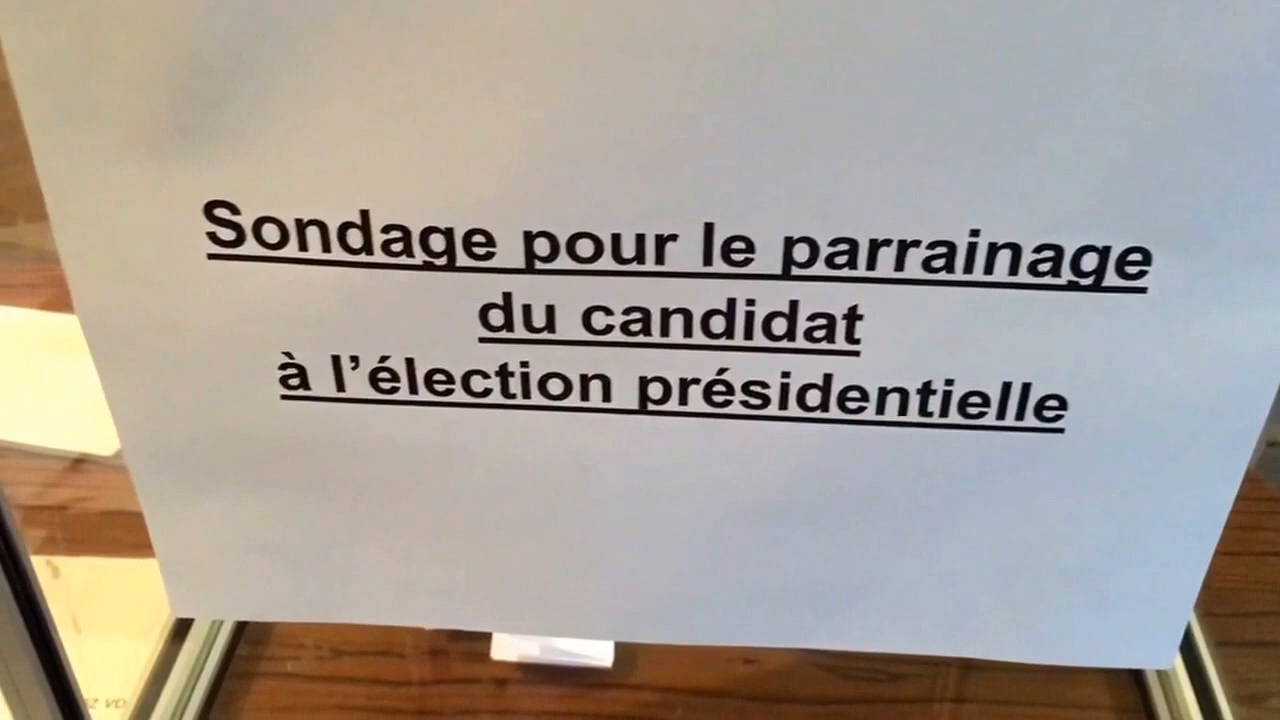 Sondage pour le parrainage
du candidat
à l’élection présidentielle